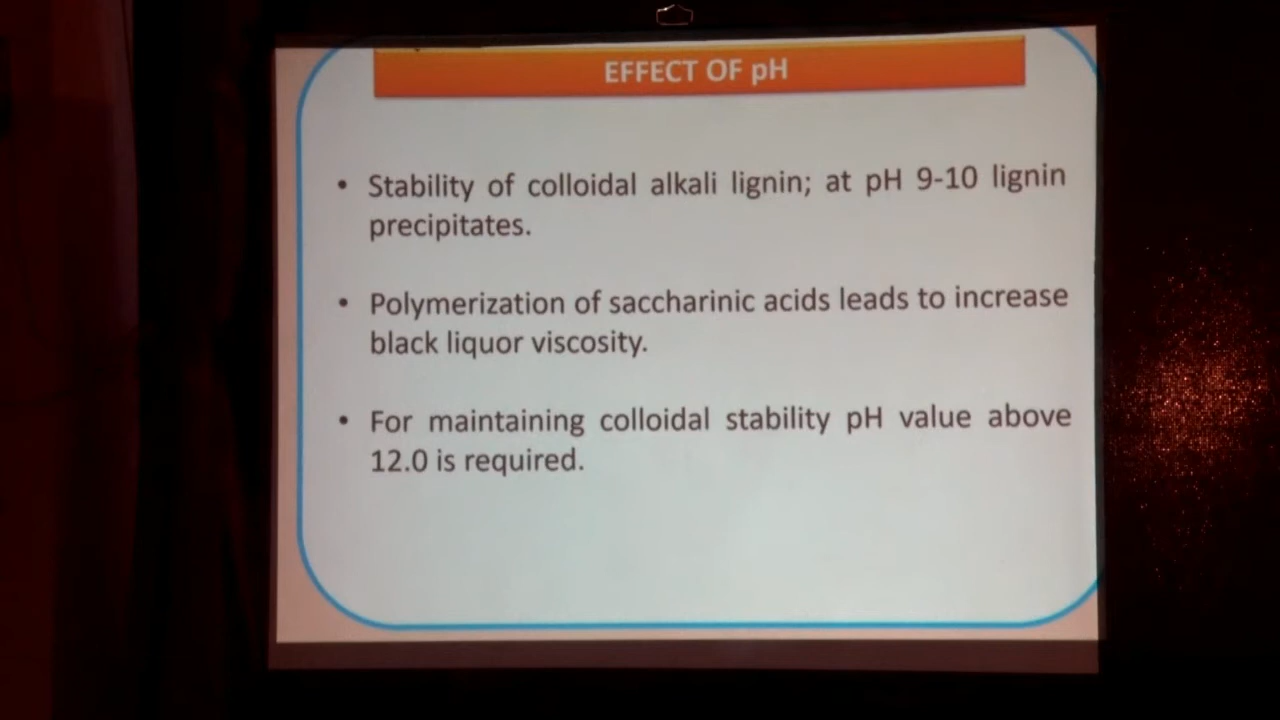 EFFECT OF pH
• Stability of colloidal alkali lignin; at pH 9-10 lignin
precipitates.
• Polymerization of saccharinic acids leads to increase
black liquor viscosity.
• For maintaining colloidal stability pH value above
12.0 is required.